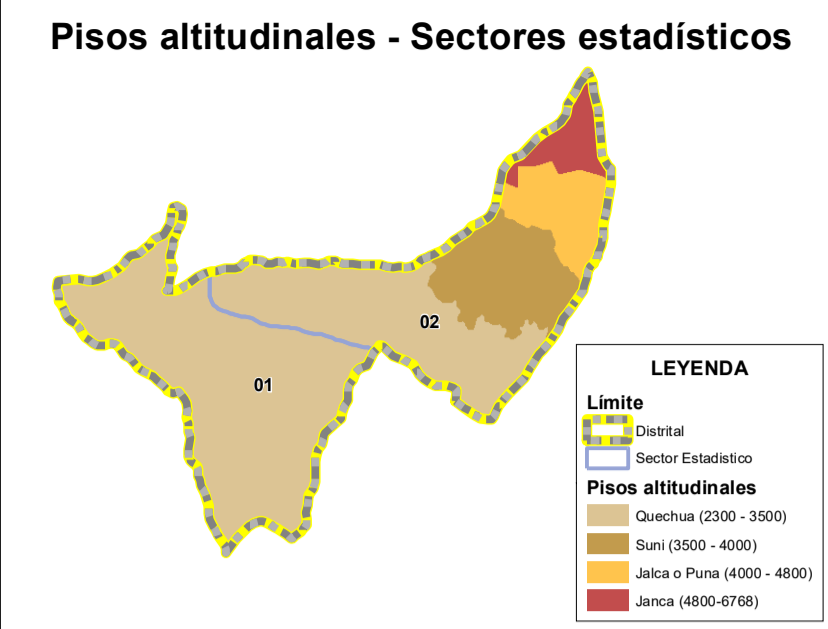 Pisos altitudinales - Sectores estadísticos
02
01
LEYENDA
Límite
Distrital
Sector Estadistico
Pisos altitudinales
Quechua (2300 - 3500)
Suni (3500 - 4000)
Jalca o Puna (4000 - 4800)
Janca (4800-6768)